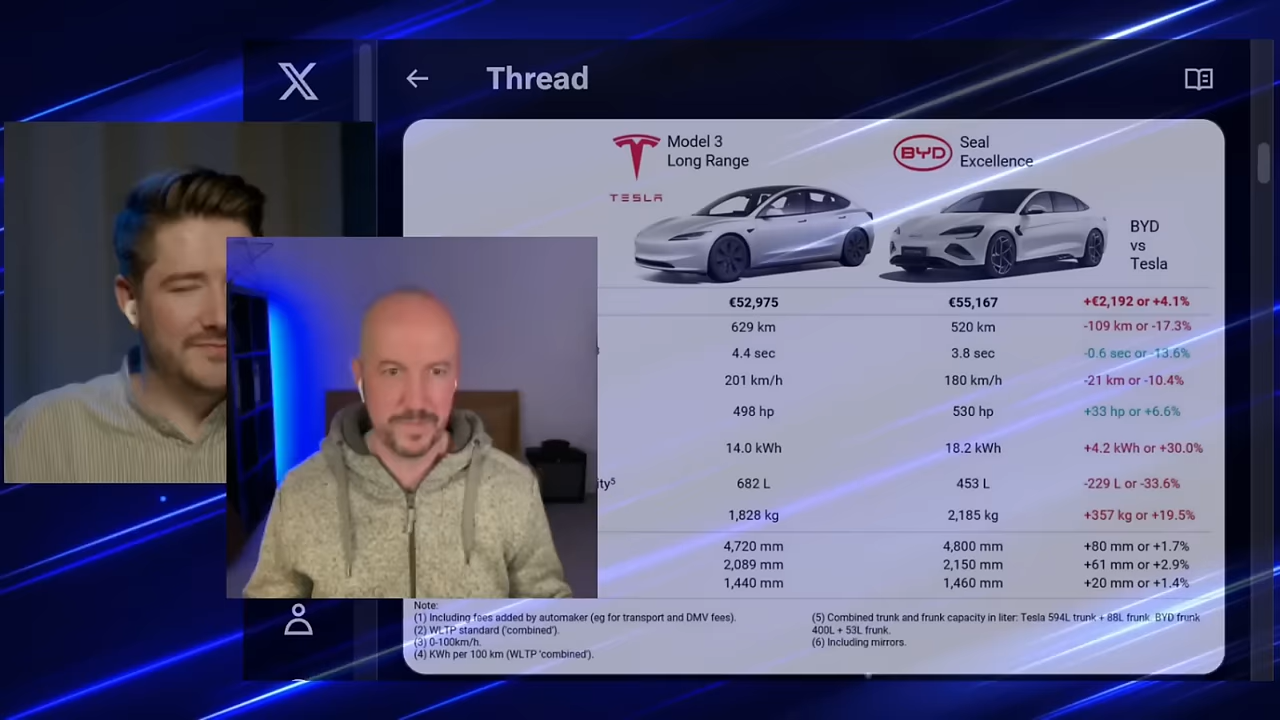 Thread
Model 3
Long Range
TESLA
BYD
Seal
Excellence
BYD
vs
Tesla
€52,975 €55,167 +€2,192 or +4.1%
629 km 520 km -109 km or -17.3%
4.4 sec 3.8 sec -0.6 sec or -13.6%
201 km/h 180 km/h -21 km or -10.4%
498 hp 530 hp +33 hp or +6.6%
14.0 kWh 18.2 kWh +4.2 kWh or +30.0%
ity⁵ 682 L 453 L -229 L or -33.6%
1,828 kg 2,185 kg +357 kg or +19.5%
4,720 mm 4,800 mm +80 mm or +1.7%
2,089 mm 2,150 mm +61 mm or +2.9%
1,440 mm 1,460 mm +20 mm or +1.4%
Note:
(1) Including fees added by automaker (eg for transport and DMV fees).
(2) WLTP standard ('combined').
(3) 0-100km/h.
(4) KWh per 100 km (WLTP 'combined').
(5) Combined trunk and frunk capacity in liter: Tesla 594L trunk + 88L frunk. BYD frunk
400L + 53L frunk.
(6) Including mirrors.